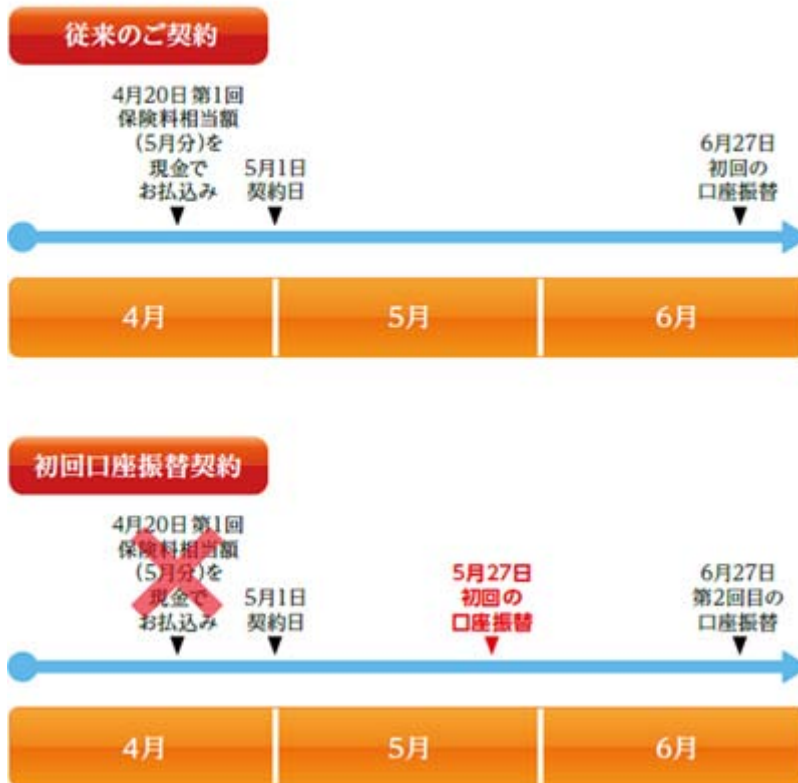 従来のご契約
4月20日 第1回
保険料相当額
(5月分)を
現金で
お払込み
5月1日
契約日
6月27日
初回の
口座振替
4月
5月
6月
初回口座振替契約
4月20日 第1回
保険料相当額
(5月分)を
現金で
お払込み
5月1日
契約日
5月27日
初回の
口座振替
6月27日
第2回目の
口座振替
4月
5月
6月